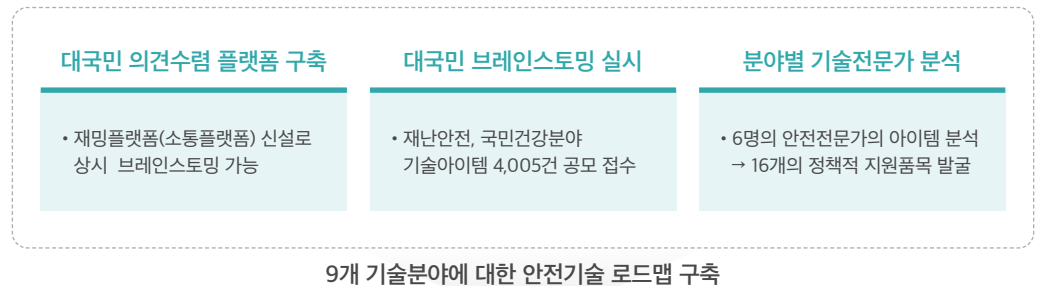 대국민 의견수렴 플랫폼 구축
• 재밍플랫폼(소통플랫폼) 신설로
상시 브레인스토밍 가능
대국민 브레인스토밍 실시
• 재난안전, 국민건강분야
기술아이템 4,005건 공모 접수
분야별 기술전문가 분석
• 6명의 안전전문가의 아이템 분석
→ 16개의 정책적 지원품목 발굴
9개 기술분야에 대한 안전기술 로드맵 구축